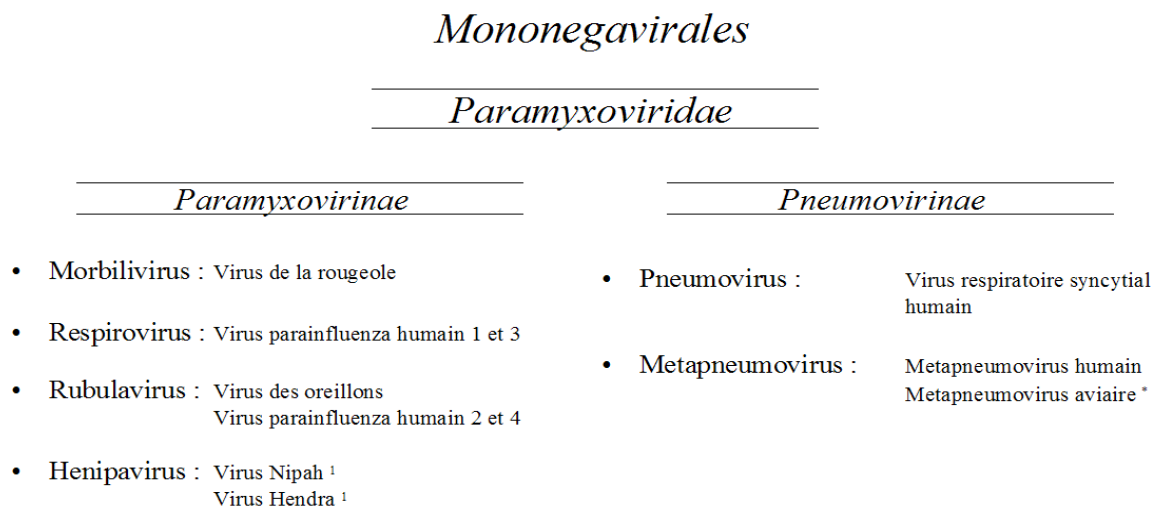 Mononegavirales
Paramyxoviridae
Paramyxovirinae
• Morbilivirus : Virus de la rougeole
• Respirovirus : Virus parainfluenza humain 1 et 3
• Rubulavirus : Virus des oreillons
Virus parainfluenza humain 2 et 4
• Henipavirus : Virus Nipah ¹
Virus Hendra ¹
Pneumovirinae
• Pneumovirus : Virus respiratoire syncytial
humain
• Metapneumovirus : Metapneumovirus humain
Metapneumovirus aviaire *